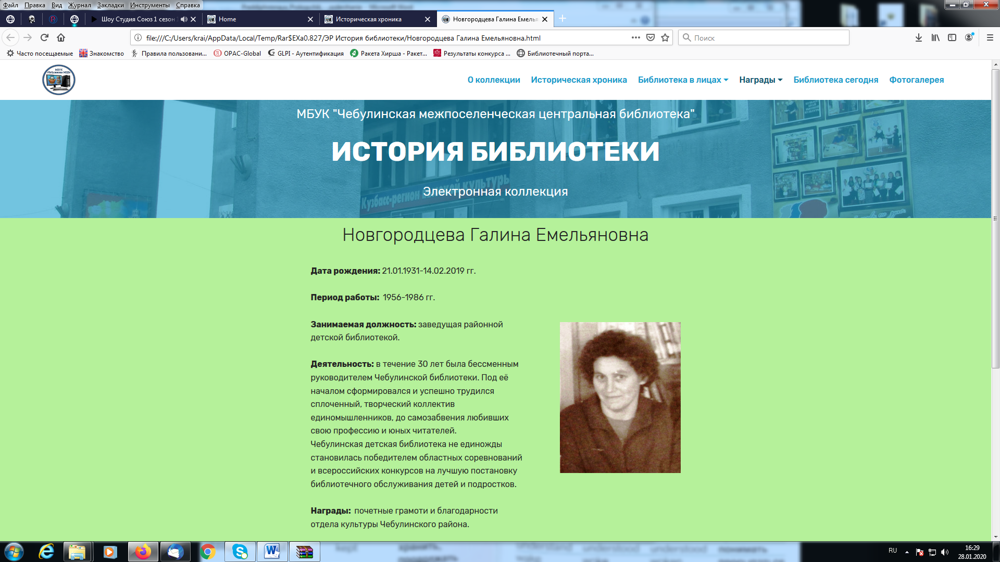 Файл Правка Вид Журнал Закладки Инструменты Справка
Шоу Студия Союз 1 сезон
Home
Историческая хроника
Новгородцева Галина Емелья
file:///C:/Users/krai/AppData/Local/Temp/Rar$EXa0.827/ЭР История библиотеки/Новгородцева Галина Емельяновна.html
Поиск
Часто посещаемые Знакомство Правила пользовани... OPAC-Global GLPI - Аутентификация Ракета Хирша - Ракет... Результаты конкурса ... Библиотечный порта...
МБУК
О коллекции Историческая хроника Библиотека в лицах Награды Библиотека сегодня Фотогалерея
МБУК "Чебулинская межпоселенческая центральная библиотека"
ИСТОРИЯ БИБЛИОТЕКИ
Электронная коллекция
Кузбасс-регион высокой культуры
Новгородцева Галина Емельяновна
Дата рождения: 21.01.1931-14.02.2019 гг.
Период работы: 1956-1986 гг.
Занимаемая должность: заведущая районной
детской библиотекой.
Деятельность: в течение 30 лет была бессменным
руководителем Чебулинской библиотеки. Под её
началом сформировался и успешно трудился
сплоченный, творческий коллектив
единомышленников, до самозабвения любивших
свою профессию и юных читателей.
Чебулинская детская библиотека не единожды
становилась победителем областных соревнований
и всероссийских конкурсов на лучшую постановку
библиотечного обслуживания детей и подростков.
Награды: почетные грамоти и благодарности
отдела культуры Чебулинского района.
RU
16:29
28.01.2020